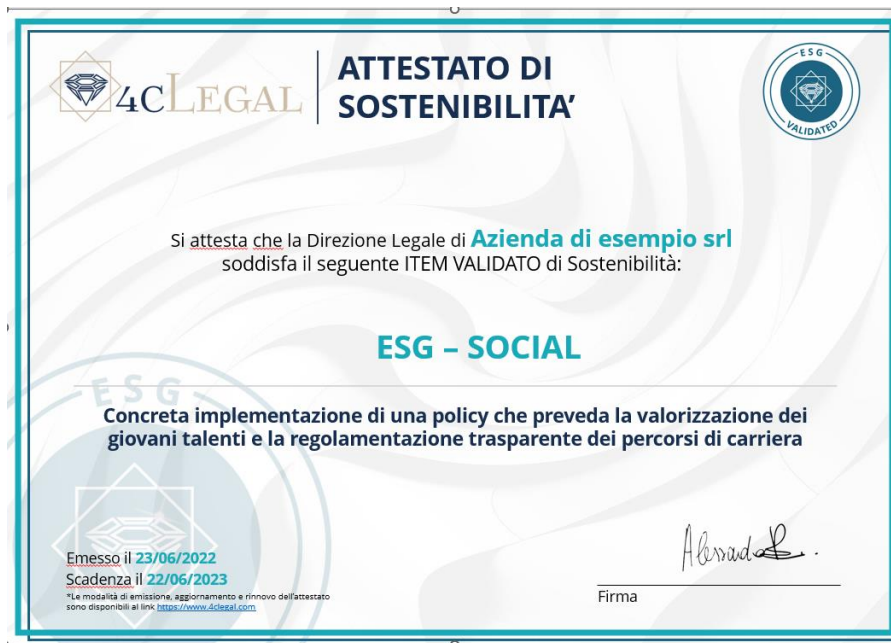 4CLEGAL
ATTESTATO DI
SOSTENIBILITA’
ESG
VALIDATED
Si attesta che la Direzione Legale di Azienda di esempio srl
soddisfa il seguente ITEM VALIDATO di Sostenibilità:
ESG – SOCIAL
ESG
Concreta implementazione di una policy che preveda la valorizzazione dei
giovani talenti e la regolamentazione trasparente dei percorsi di carriera
Emesso il 23/06/2022
Scadenza il 22/06/2023
*Le modalità di emissione, aggiornamento e rinnovo dell'attestato
sono disponibili al link https://www.4clegal.com
Firma